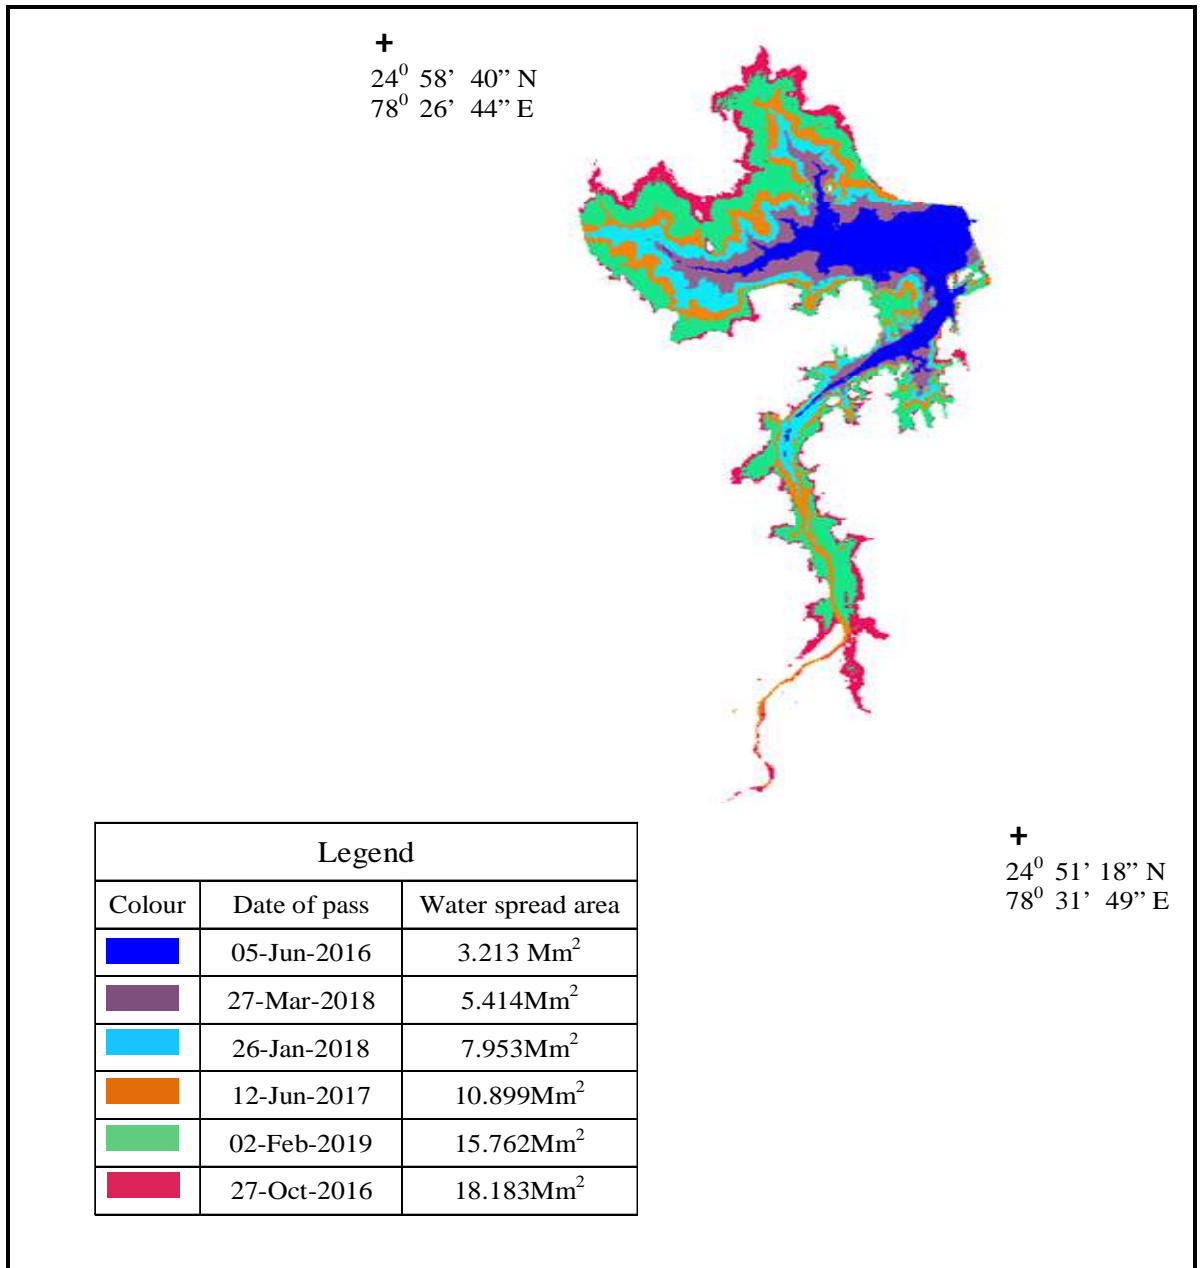 +
24⁰ 58’ 40” N
78⁰ 26’ 44” E
+
24⁰ 51’ 18” N
78⁰ 31’ 49” E
Legend
Colour Date of pass Water spread area
05-Jun-2016 3.213 Mm²
27-Mar-2018 5.414Mm²
26-Jan-2018 7.953Mm²
12-Jun-2017 10.899Mm²
02-Feb-2019 15.762Mm²
27-Oct-2016 18.183Mm²